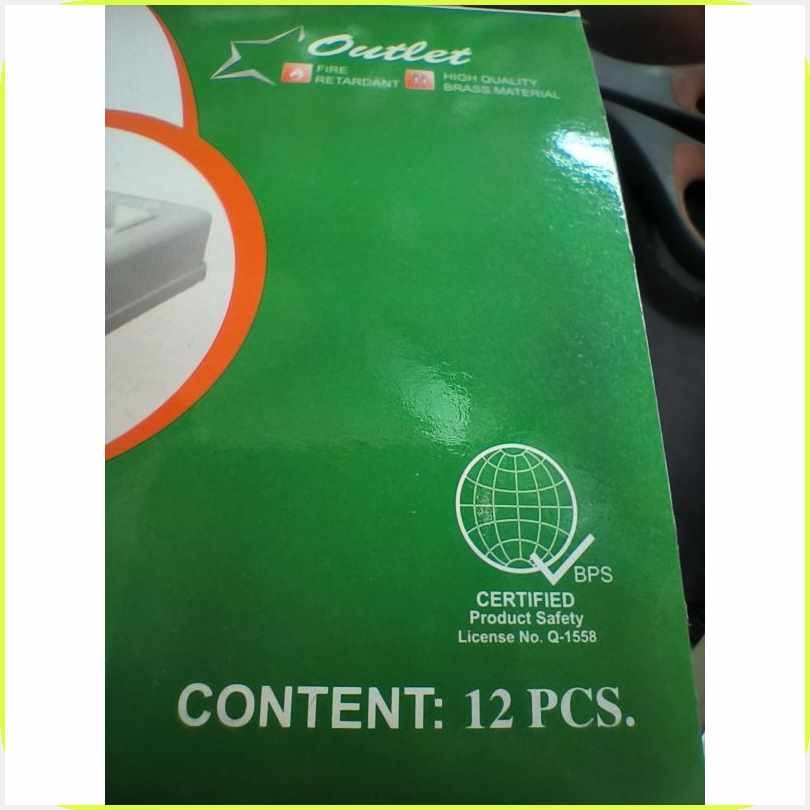 Outlet
FIRE
RETARDANT
HIGH QUALITY
BRASS MATERIAL
BPS
CERTIFIED
Product Safety
License No. Q-1558
CONTENT: 12 PCS.